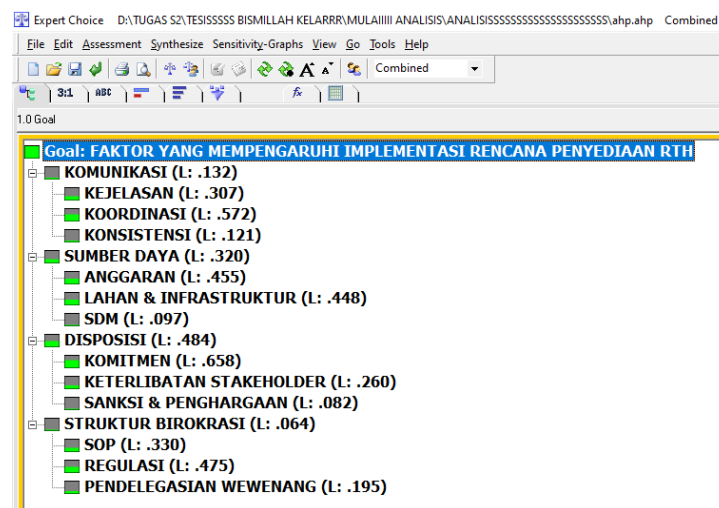 Expert Choice D:\TUGAS S2\TESISSSSS BISMILLAH KELARRR\MULAIIIII ANALISIS\ANALISISSSSSSSSSSSSSSSSSSSSSSS\ahp.ahp Combined
File Edit Assessment Synthesize Sensitivity-Graphs View Go Tools Help
A A Combined
3:1 ABC fx
1.0 Goal
Goal: FAKTOR YANG MEMPENGARUHI IMPLEMENTASI RENCANA PENYEDIAAN RTH
KOMUNIKASI (L: .132)
KEJELASAN (L: .307)
KOORDINASI (L: .572)
KONSISTENSI (L: .121)
SUMBER DAYA (L: .320)
ANGGARAN (L: .455)
LAHAN & INFRASTRUKTUR (L: .448)
SDM (L: .097)
DISPOSISI (L: .484)
KOMITMEN (L: .658)
KETERLIBATAN STAKEHOLDER (L: .260)
SANKSI & PENGHARGAAN (L: .082)
STRUKTUR BIROKRASI (L: .064)
SOP (L: .330)
REGULASI (L: .475)
PENDELEGASIAN WEWENANG (L: .195)